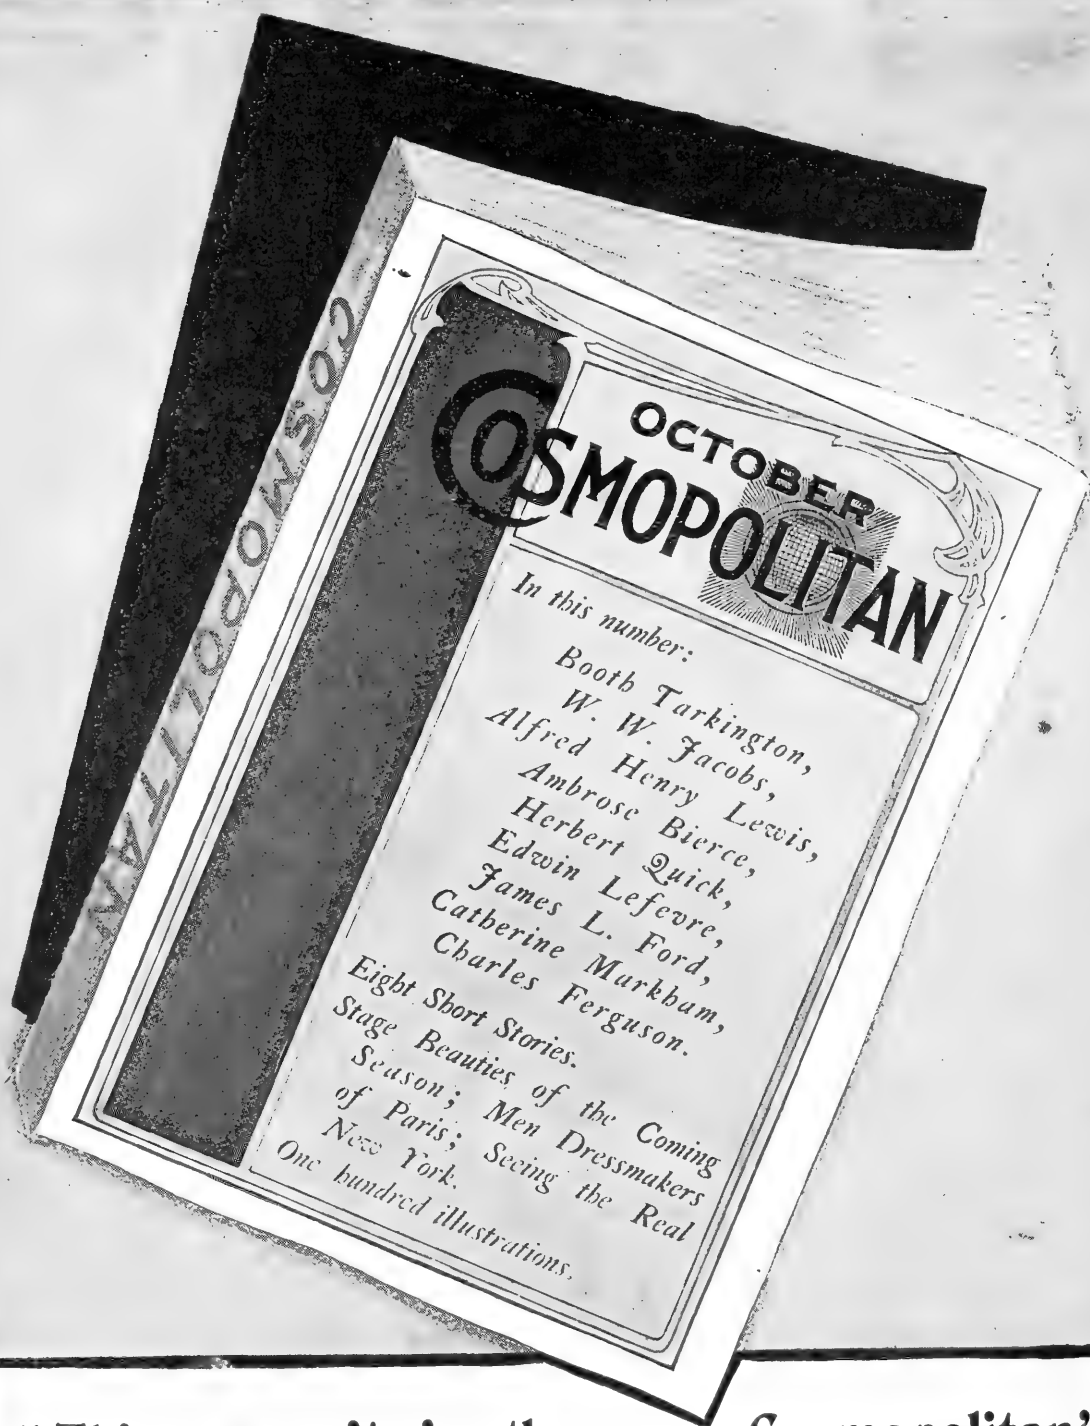 COSMOPOLITAN
OCTOBER
COSMOPOLITAN
In this number:
Booth Tarkington,
W. W. Jacobs,
Alfred Henry Lewis,
Ambrose Bierce,
Herbert Quick,
Edwin Lefevre,
James L. Ford,
Catherine Markham,
Charles Ferguson.
Eight Short Stories.
Stage Beauties of the Coming
Season; Men Dressmakers
of Paris; Seeing the Real
New York.
One hundred illustrations.